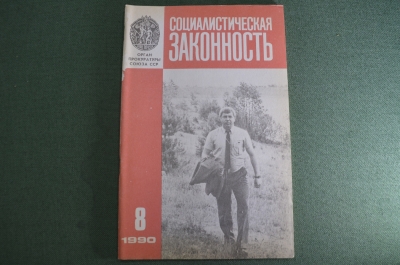 СОЦИАЛИСТИЧЕСКАЯ
ЗАКОННОСТЬ
ОРГАН
ПРОКУРАТУРЫ
СОЮЗА ССР
8
1990